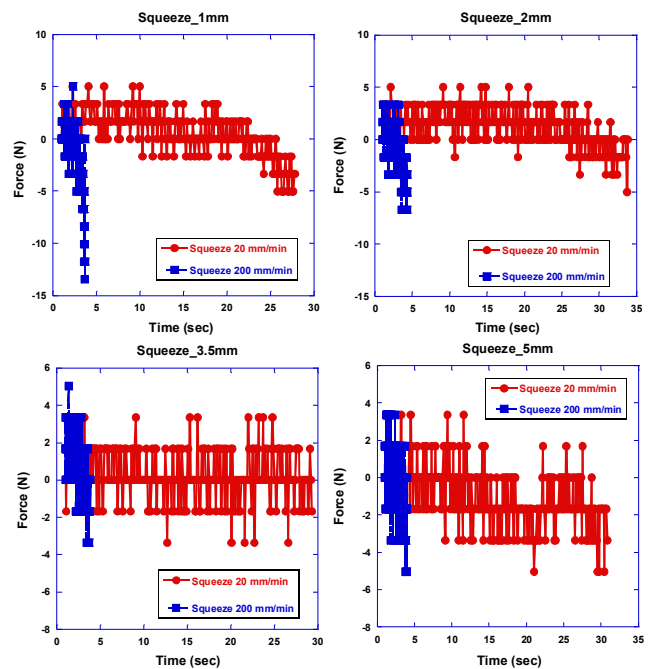 Squeeze_1mm
10
5
0
-5
-10
-15
Force (N)
Squeeze 20 mm/min
Squeeze 200 mm/min
0 5 10 15 20 25 30
Time (sec)
Squeeze_2mm
10
5
0
-5
-10
-15
Force (N)
Squeeze 20 mm/min
Squeeze 200 mm/min
0 5 10 15 20 25 30 35
Time (sec)
Squeeze_3.5mm
6
4
2
0
-2
-4
-6
-8
Force (N)
Squeeze 20 mm/min
Squeeze 200 mm/min
0 5 10 15 20 25 30
Time (sec)
Squeeze_5mm
6
4
2
0
-2
-4
-6
-8
Force (N)
Squeeze 20 mm/min
Squeeze 200 mm/min
0 5 10 15 20 25 30 35
Time (sec)